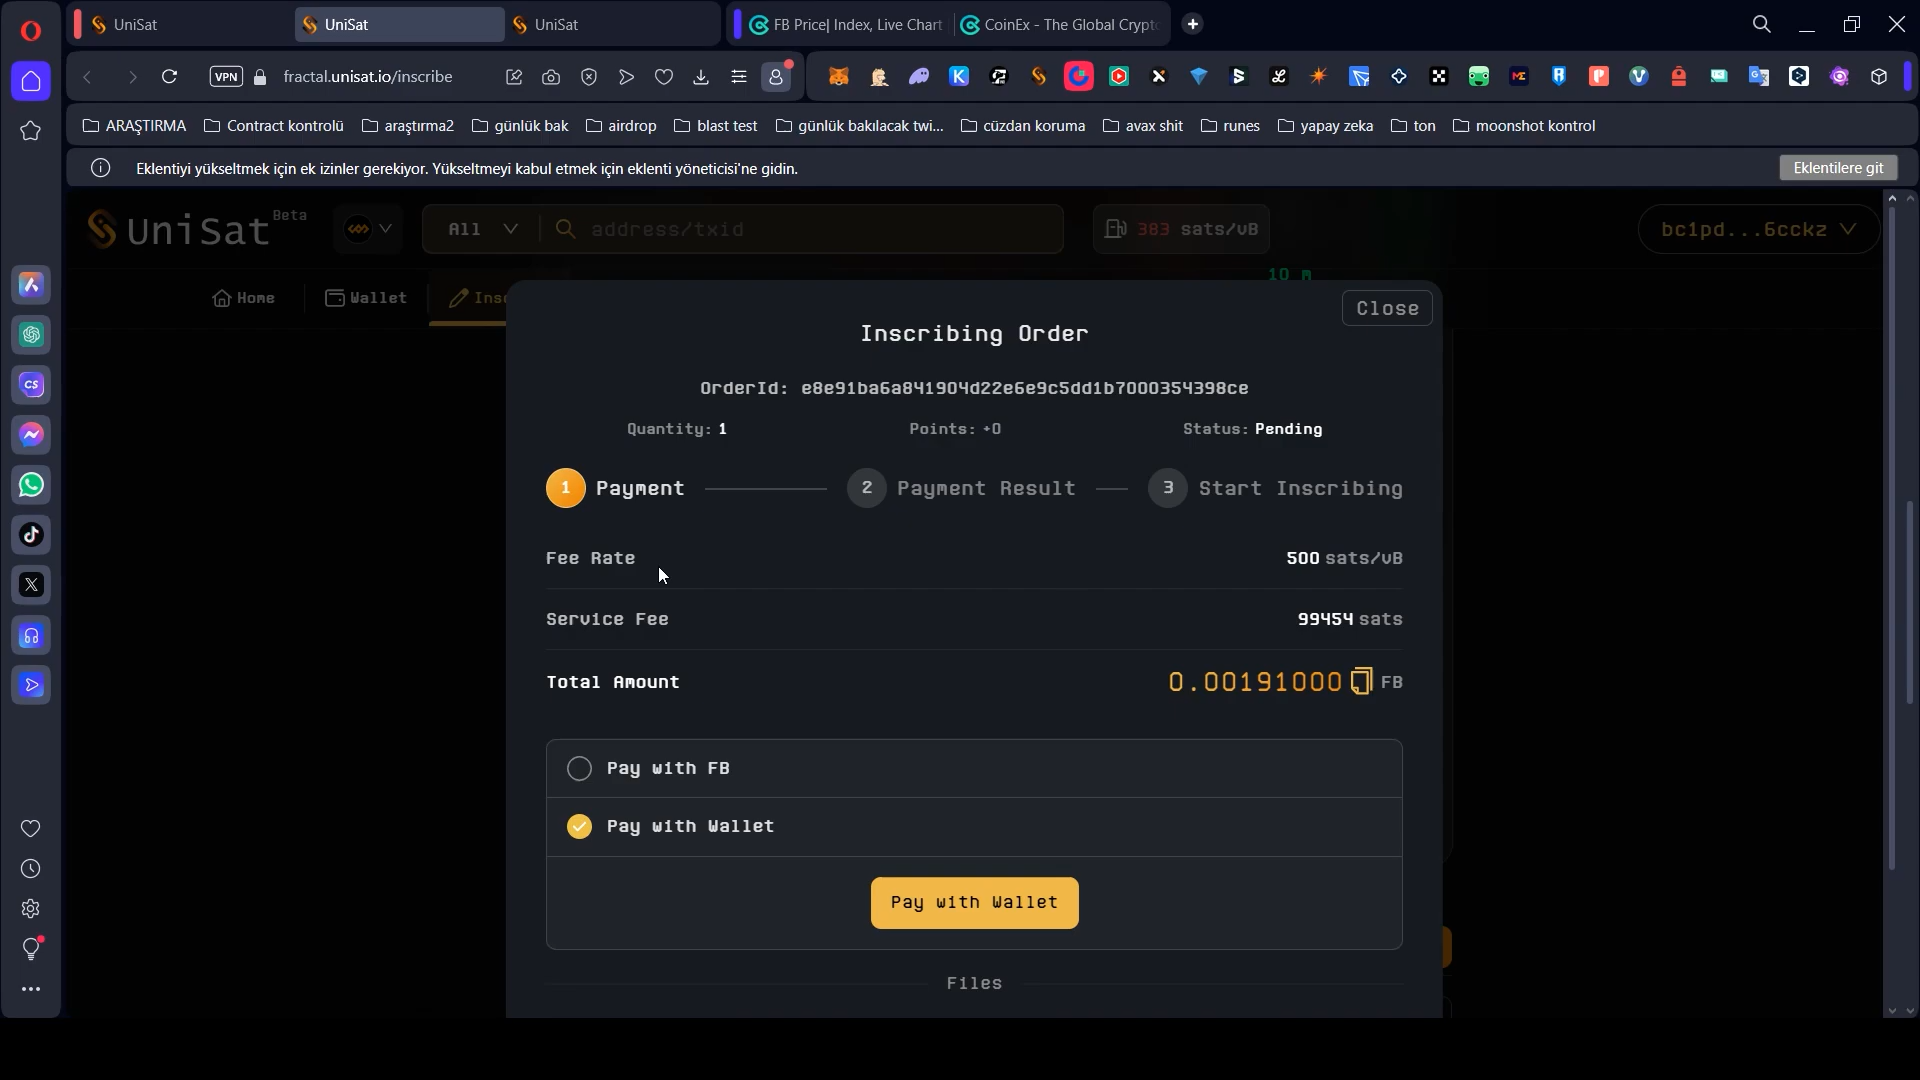 UniSat
UniSat
UniSat
FB Price| Index, Live Chart
CoinEx - The Global Crypto
VPN
fractal.unisat.io/inscribe
ARAŞTIRMA
Contract kontrolü
araştırma2
günlük bak
airdrop
blast test
günlük bakılacak twi...
cüzdan koruma
avax shit
runes
yapay zeka
ton
moonshot kontrol
Eklentiyi yükseltmek için ek izinler gerekiyor. Yükseltmeyi kabul etmek için eklenti yöneticisi'ne gidin.
Eklentilere git
UniSat Beta
All
address/txid
383 sats/vB
bc1pd...6cckz
10 m
Home
Wallet
Ins
Close
Inscribing Order
OrderId: e8e91ba6a841904d22e6e9c5dd1b7000354398ce
Quantity: 1
Points: +0
Status: Pending
1 Payment
2 Payment Result
3 Start Inscribing
Fee Rate
500 sats/vB
Service Fee
99454 sats
Total Amount
0.00191000 FB
Pay with FB
Pay with Wallet
Pay with Wallet
Files
CS